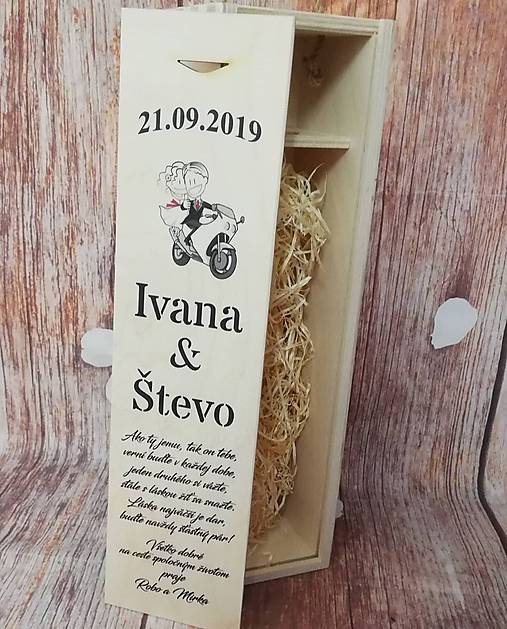 21.09.2019
Ivana
&
Števo
Ako ty jemu, tak on tebe,
verní buďte v každej dobe,
jeden druhého si vážte,
stále s láskou žiť sa snažte.
Láska najväčší je dar,
buďte navždy šťastný pár!
Všetko dobré
na ceste spoločným životom
praje
Robo a Mirka